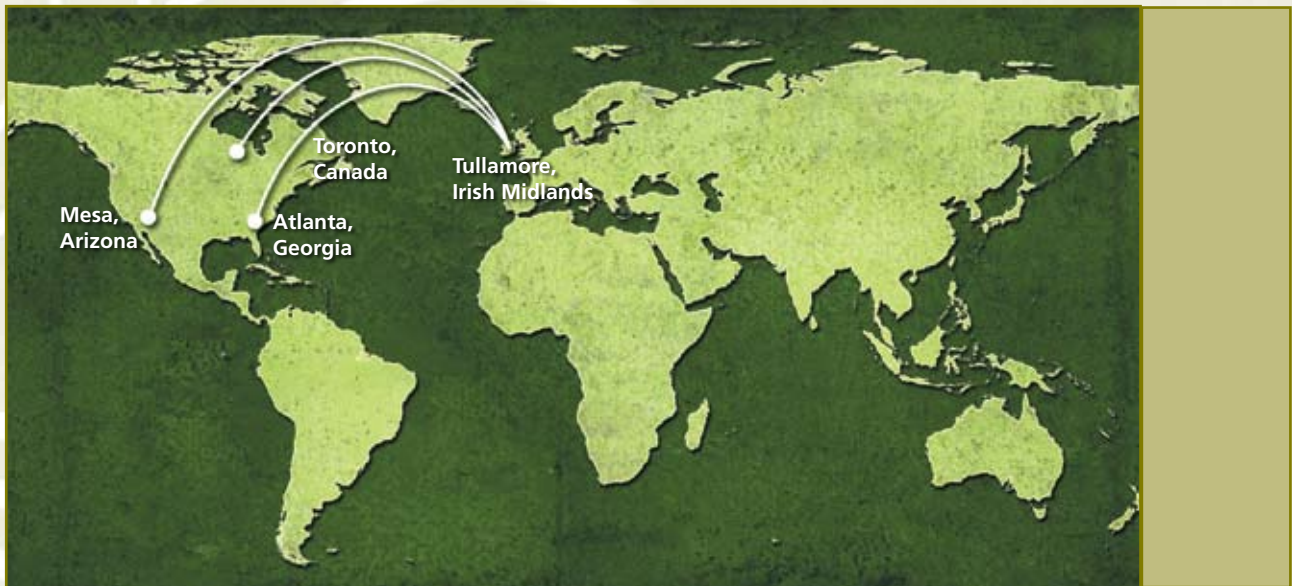 Toronto,
Canada
Tullamore,
Irish Midlands
Mesa,
Arizona
Atlanta,
Georgia